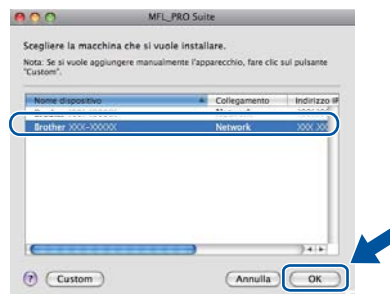 MFL_PRO Suite
Scegliere la macchina che si vuole installare.
Nota: Se si vuole aggiungere manualmente l'apparecchio, fare clic sul pulsante
"Custom".
Nome dispositivo Collegamento Indirizzo IP
Brother XXX-XXXXX Network XXX.XX
? Custom Annulla OK